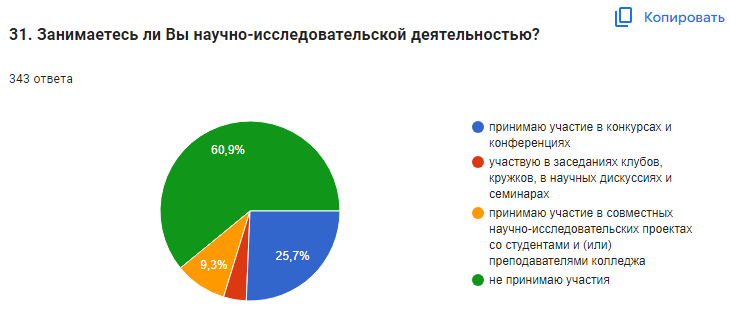 Копировать
31. Занимаетесь ли Вы научно-исследовательской деятельностью?
343 ответа
60,9%
9,3%
25,7%
принимаю участие в конкурсах и
конференциях
участвую в заседаниях клубов,
кружков, в научных дискуссиях и
семинарах
принимаю участие в совместных
научно-исследовательских проектах
со студентами и (или)
преподавателями колледжа
не принимаю участия